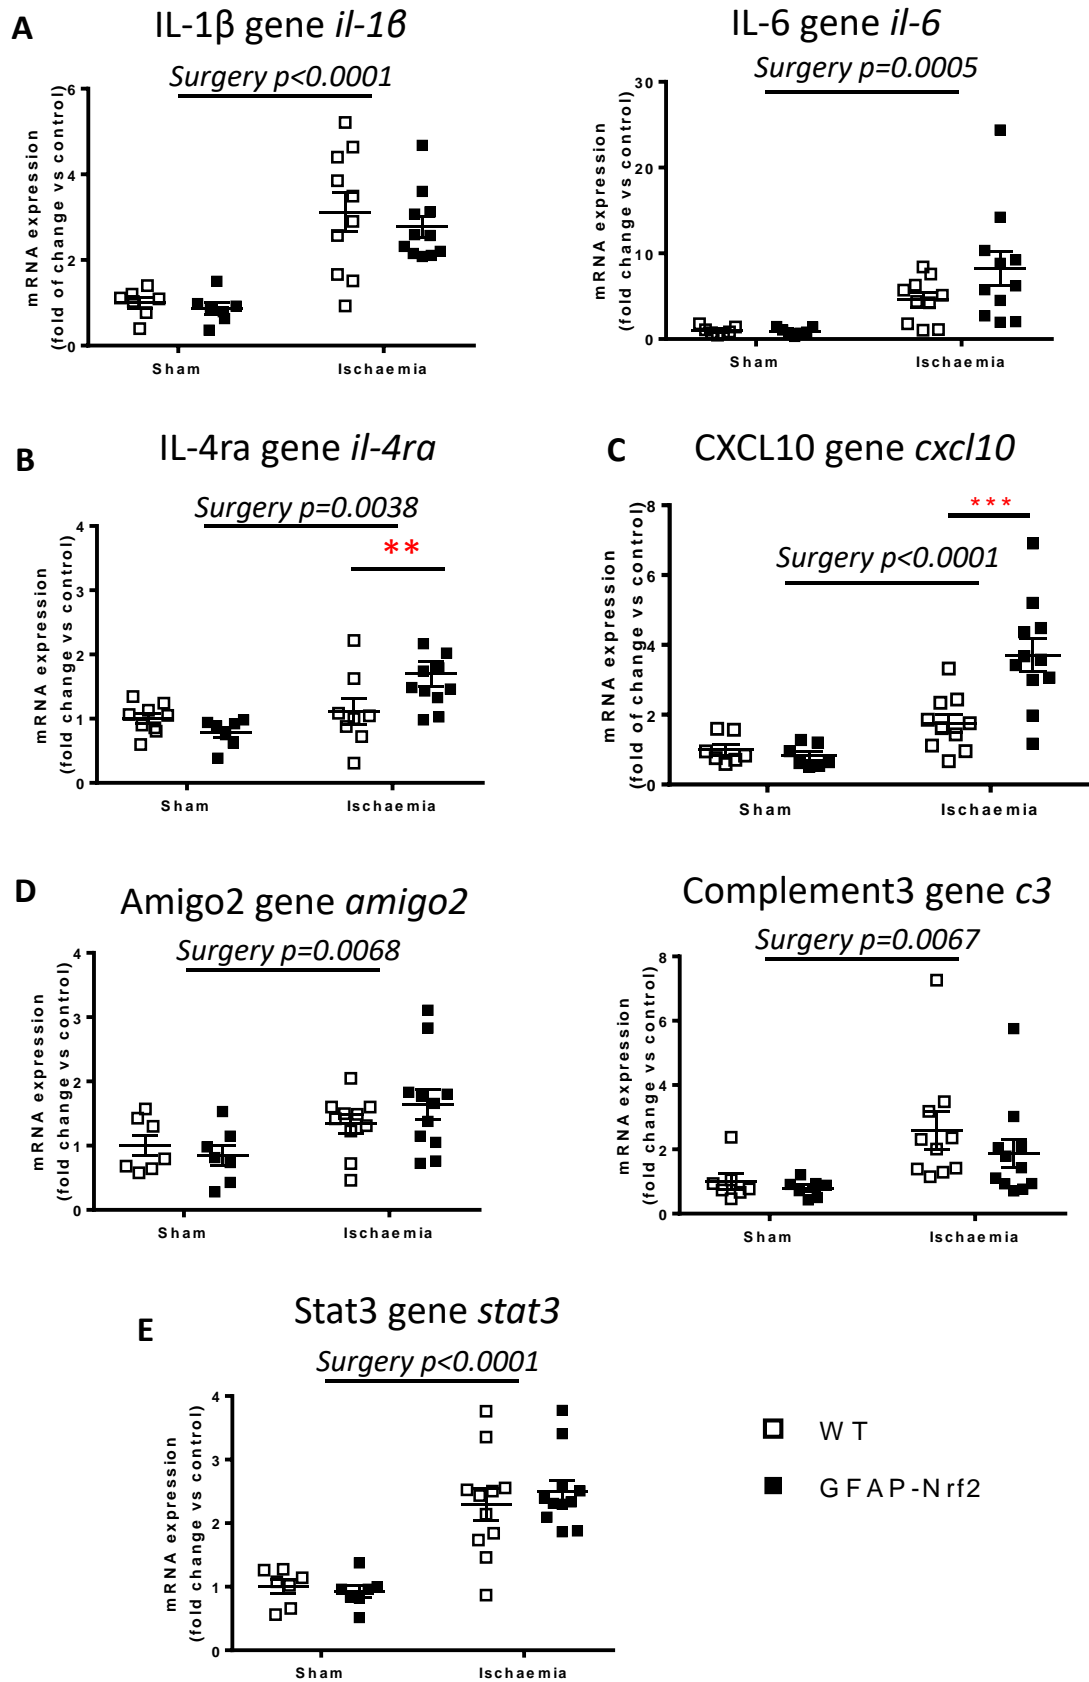 A
IL-1β gene il-1β
Surgery p<0.0001
mRNA expression
(fold of change vs control)
6
4
2
0
Sham
Ischaemia
IL-6 gene il-6
Surgery p=0.0005
mRNA expression
(fold change vs control)
30
20
10
0
Sham
Ischaemia
B
IL-4ra gene il-4ra
Surgery p=0.0038
**
mRNA expression
(fold change vs control)
4
3
2
1
0
Sham
Ischaemia
C
CXCL10 gene cxcl10
***
Surgery p<0.0001
mRNA expression
(fold of change vs control)
8
6
4
2
0
Sham
Ischaemia
D
Amigo2 gene amigo2
Surgery p=0.0068
mRNA expression
(fold change vs control)
4
3
2
1
0
Sham
Ischaemia
Complement3 gene c3
Surgery p=0.0067
mRNA expression
(fold change vs control)
8
6
4
2
0
Sham
Ischaemia
E
Stat3 gene stat3
Surgery p<0.0001
mRNA expression
(fold change vs control)
4
3
2
1
0
Sham
Ischaemia
WT
GFAP-Nrf2